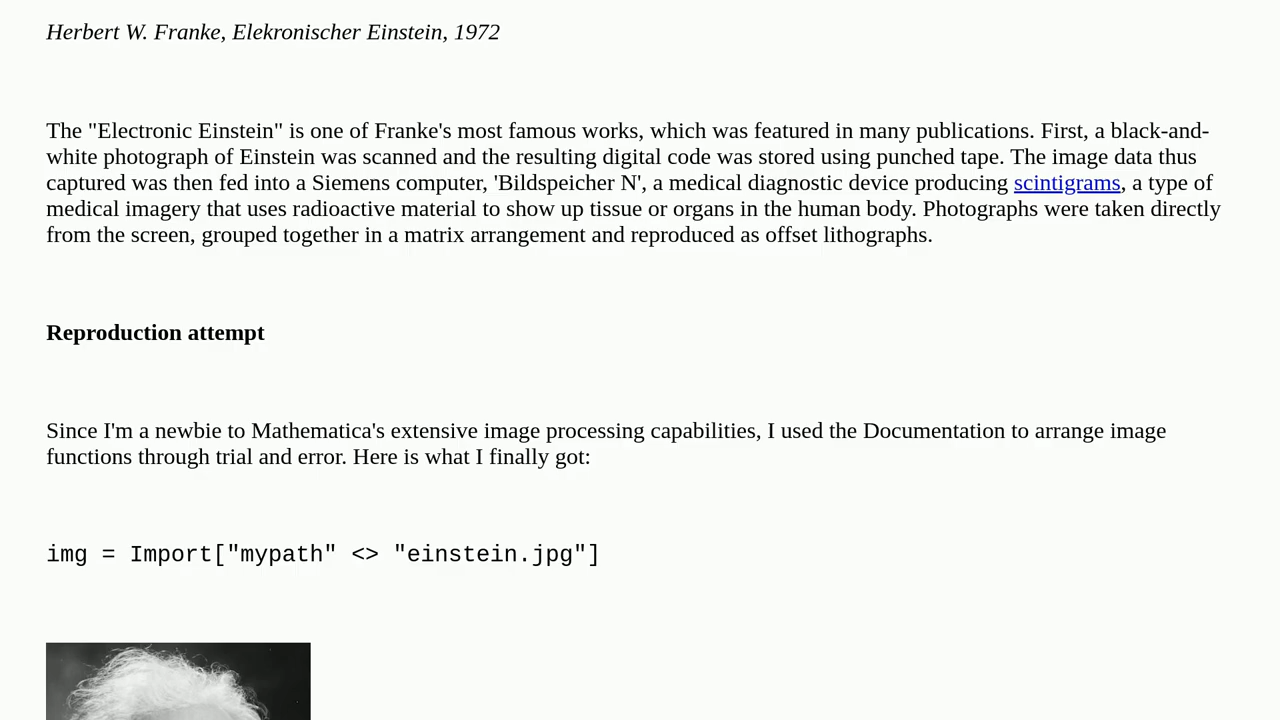 Herbert W. Franke, Elekronischer Einstein, 1972
The "Electronic Einstein" is one of Franke's most famous works, which was featured in many publications. First, a black-and-
white photograph of Einstein was scanned and the resulting digital code was stored using punched tape. The image data thus
captured was then fed into a Siemens computer, 'Bildspeicher N', a medical diagnostic device producing scintigrams, a type of
medical imagery that uses radioactive material to show up tissue or organs in the human body. Photographs were taken directly
from the screen, grouped together in a matrix arrangement and reproduced as offset lithographs.
Reproduction attempt
Since I'm a newbie to Mathematica's extensive image processing capabilities, I used the Documentation to arrange image
functions through trial and error. Here is what I finally got:
img = Import["mypath" <> "einstein.jpg"]